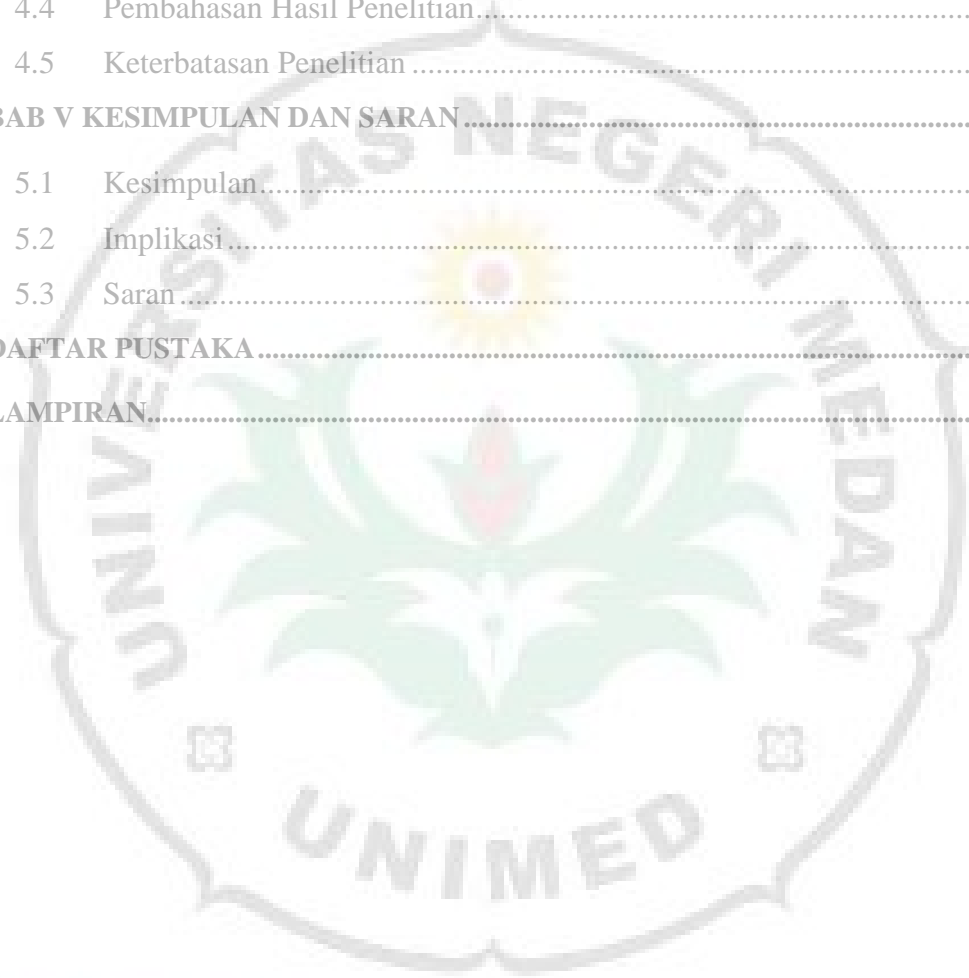 4.4 Pembahasan Hasil Penelitian ........................................................
4.5 Keterbatasan Penelitian ........................................................
BAB V KESIMPULAN DAN SARAN ........................................................
5.1 Kesimpulan ........................................................
5.2 Implikasi ........................................................
5.3 Saran ........................................................
DAFTAR PUSTAKA ........................................................
LAMPIRAN ........................................................
UNIVERSITAS NEGERI MEDAN
UNIMED